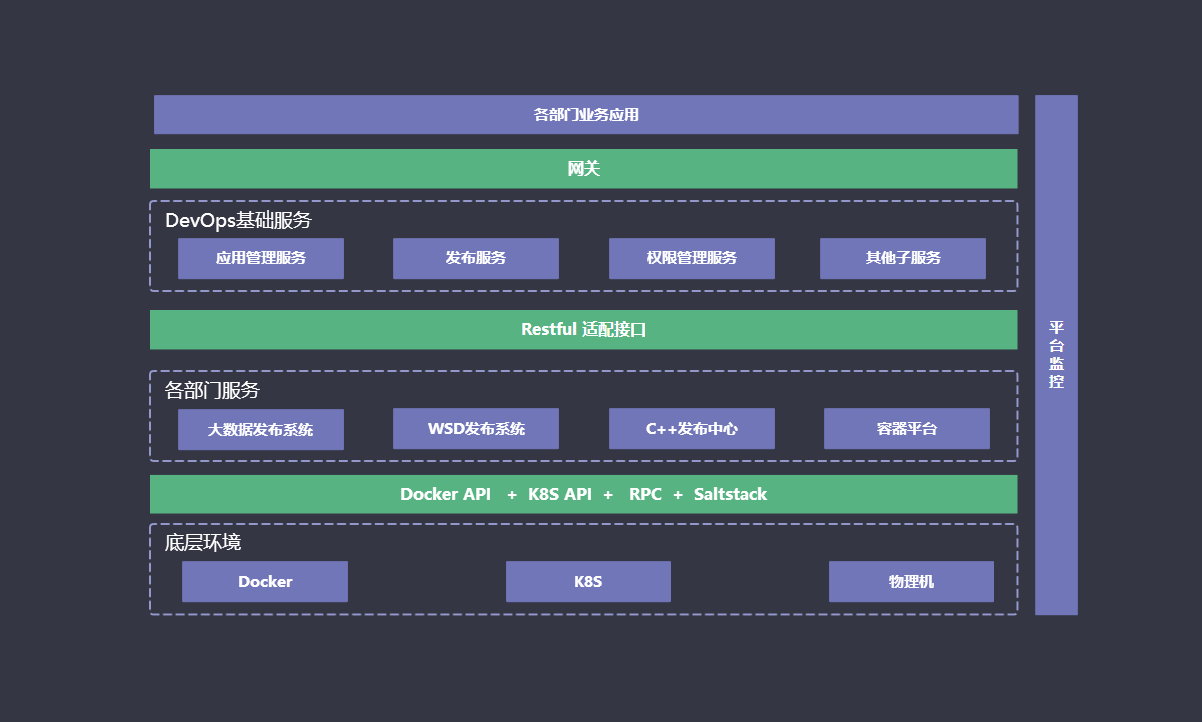 各部门业务应用
网关
DevOps基础服务
应用管理服务
发布服务
权限管理服务
其他子服务
Restful 适配接口
各部门服务
大数据发布系统
WSD发布系统
C++发布中心
容器平台
Docker API + K8S API + RPC + Saltstack
底层环境
Docker
K8S
物理机
平台监控